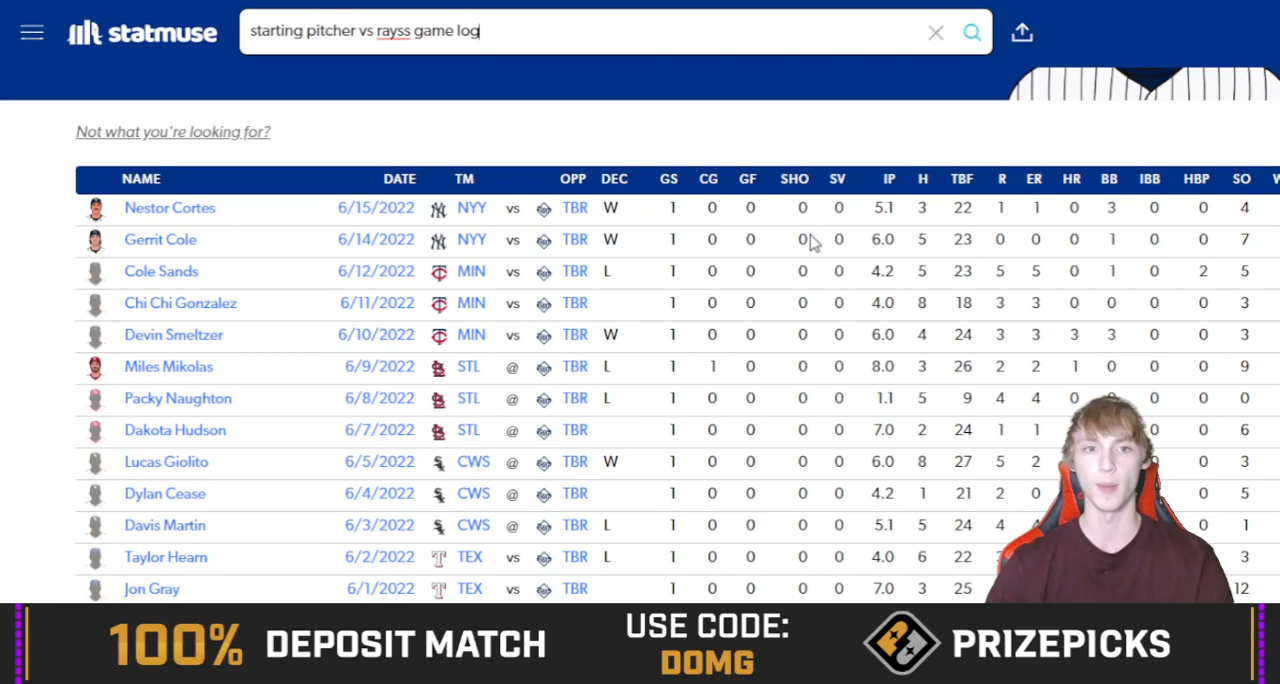 statmuse
starting pitcher vs rayss game log
Not what you're looking for?
NAME DATE TM OPP DEC GS CG GF SHO SV IP H TBF R ER HR BB IBB HBP SO
Nestor Cortes 6/15/2022 NYY vs TBR W 1 0 0 0 0 5.1 3 22 1 1 0 3 0 0 4
Gerrit Cole 6/14/2022 NYY vs TBR W 1 0 0 0 0 6.0 5 23 0 0 0 1 0 0 7
Cole Sands 6/12/2022 MIN vs TBR L 1 0 0 0 0 4.2 5 23 5 5 0 1 0 2 5
Chi Chi Gonzalez 6/11/2022 MIN vs TBR 1 0 0 0 0 4.0 8 18 3 3 0 0 0 0 3
Devin Smeltzer 6/10/2022 MIN vs TBR W 1 0 0 0 0 6.0 4 24 3 3 3 3 0 0 3
Miles Mikolas 6/9/2022 STL @ TBR L 1 1 0 0 0 8.0 3 26 2 2 1 0 0 0 9
Packy Naughton 6/8/2022 STL @ TBR L 1 0 0 0 0 1.1 5 9 4 4 0 0 0 0
Dakota Hudson 6/7/2022 STL @ TBR 1 0 0 0 0 7.0 2 24 1 1 0 0 6
Lucas Giolito 6/5/2022 CWS @ TBR W 1 0 0 0 0 6.0 8 27 5 2 0 3
Dylan Cease 6/4/2022 CWS @ TBR 1 0 0 0 0 4.2 1 21 2 0 0 5
Davis Martin 6/3/2022 CWS @ TBR L 1 0 0 0 0 5.1 5 24 4 0 1
Taylor Hearn 6/2/2022 TEX vs TBR L 1 0 0 0 0 4.0 6 22 3
Jon Gray 6/1/2022 TEX vs TBR 1 0 0 0 0 7.0 3 25 12
100% DEPOSIT MATCH
USE CODE:
DOMG
PRIZEPICKS